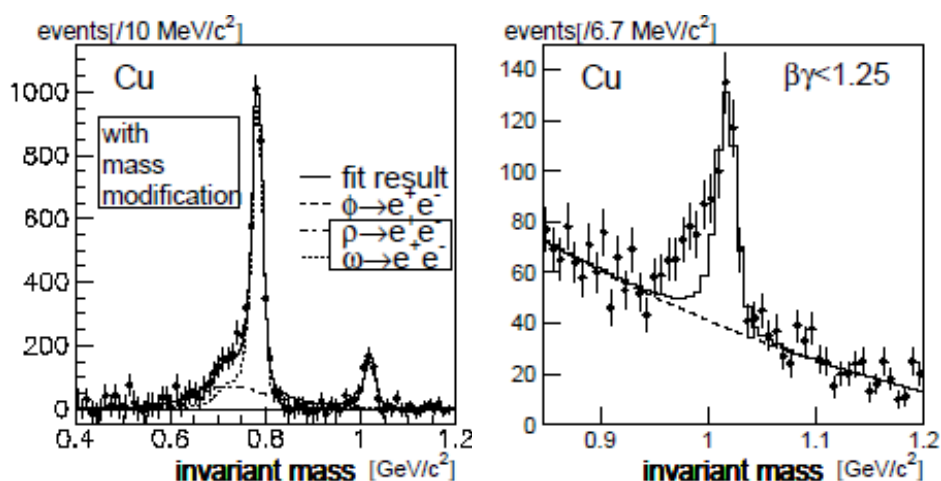 events[/10 MeV/c²]
Cu
with
mass
modification
fit result
ϕ→e⁺e⁻
ρ→e⁺e⁻
ω→e⁺e⁻
1000
800
600
400
200
0
0.4
0.6
0.8
1.0
1.2
invariant mass [GeV/c²]
events[/6.7 MeV/c²]
Cu
βγ<1.25
140
120
100
80
60
40
20
0
0.9
1
1.1
1.2
invariant mass [GeV/c²]